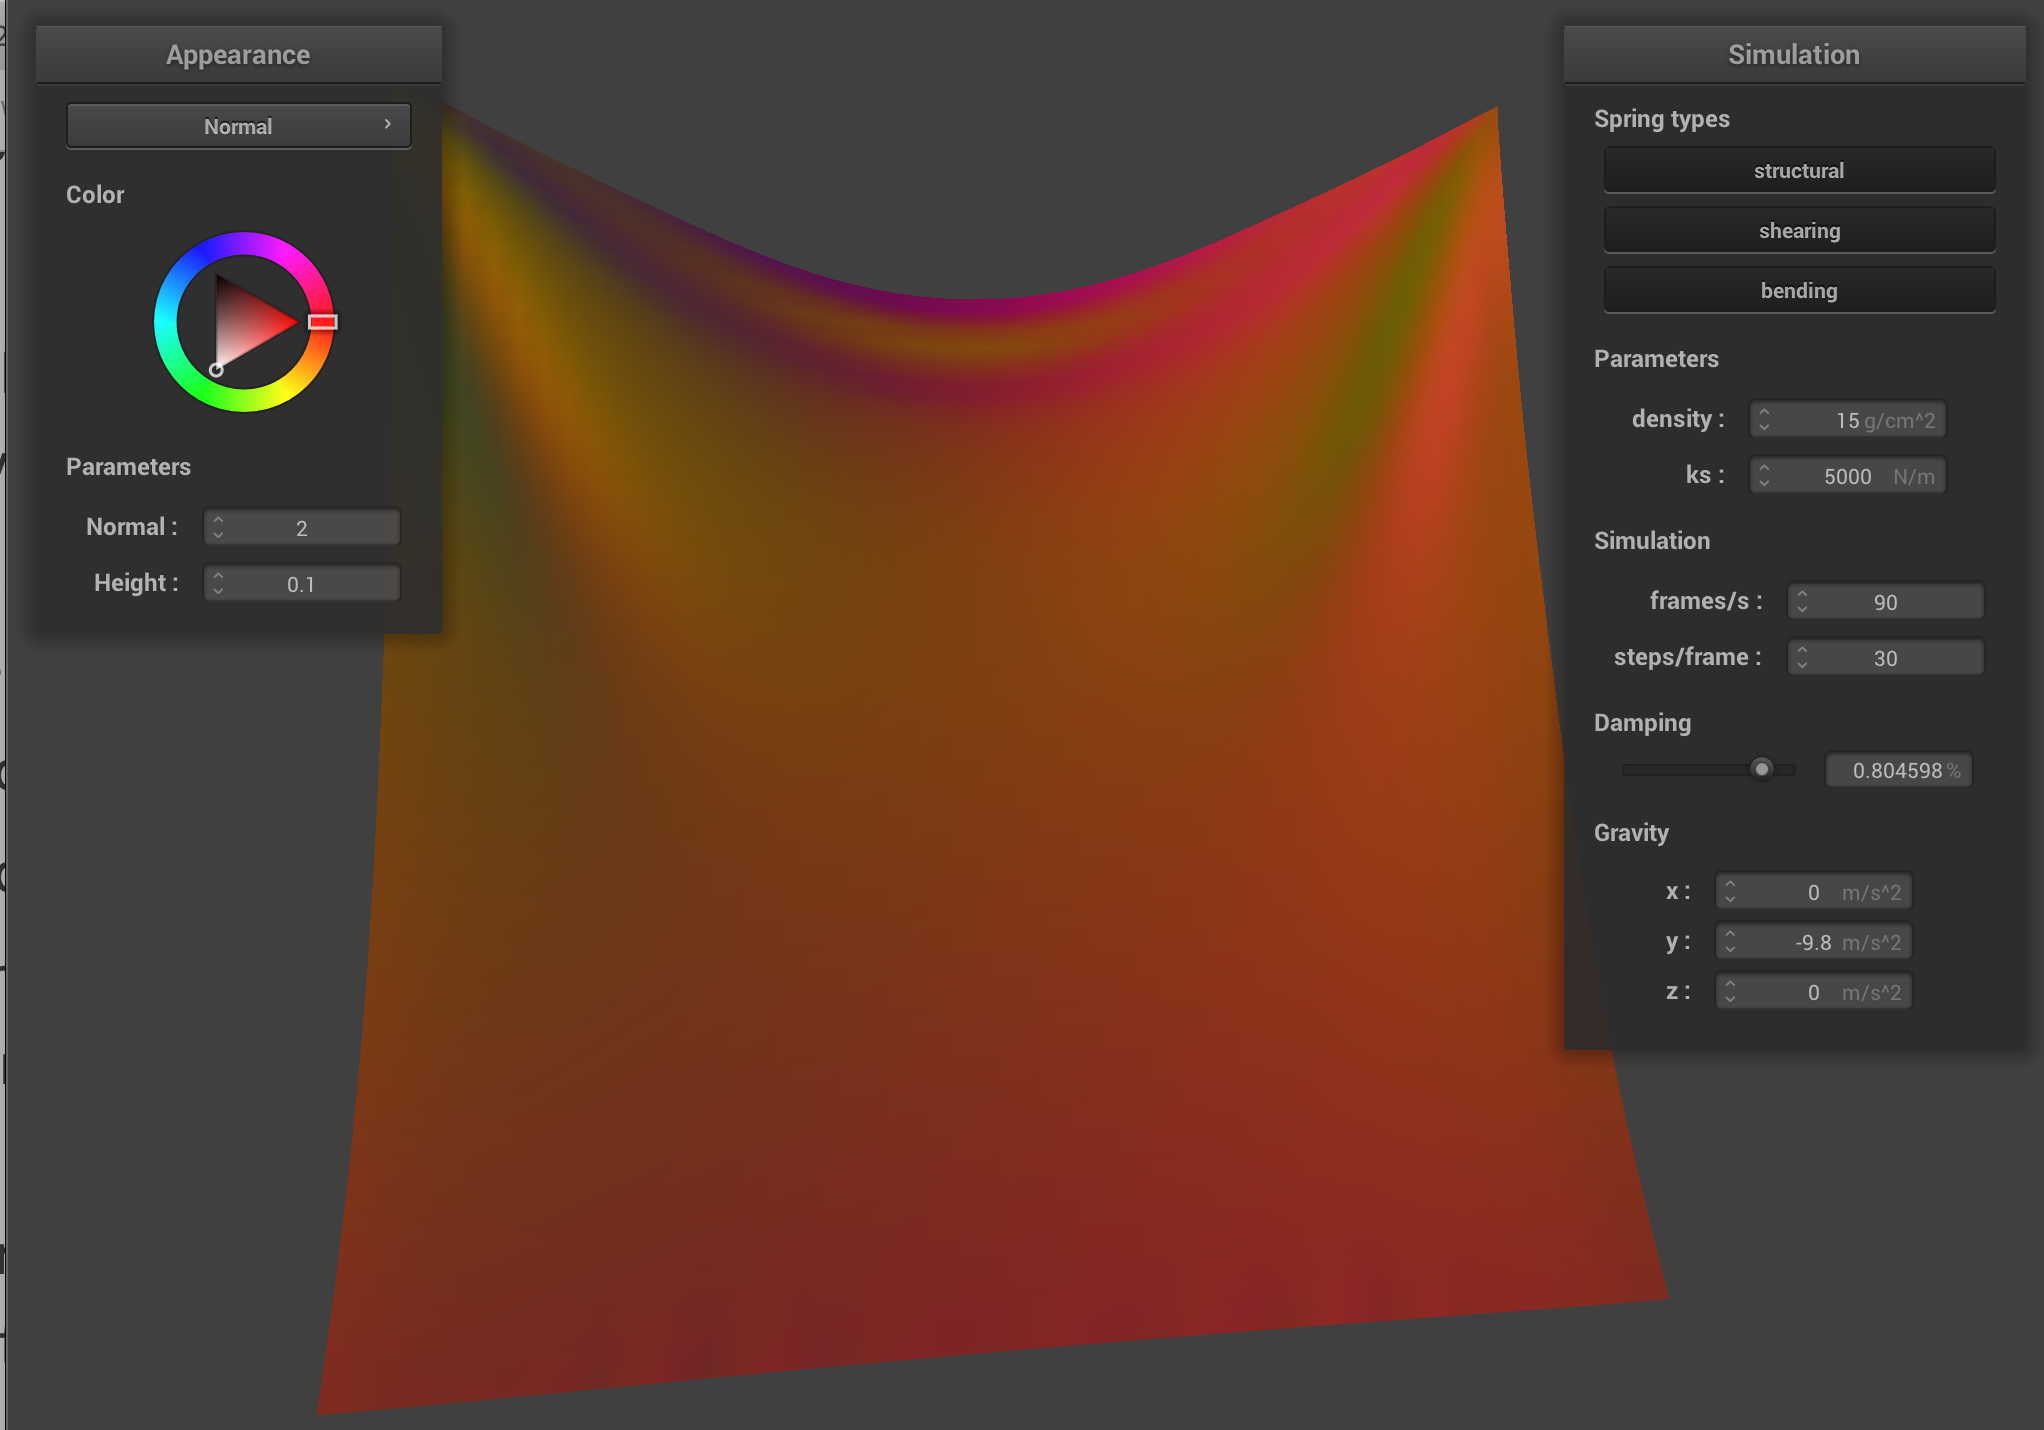 Appearance
Normal
Color
Parameters
Normal : 2
Height : 0.1
Simulation
Spring types
structural
shearing
bending
Parameters
density : 15 g/cm^2
ks : 5000 N/m
Simulation
frames/s : 90
steps/frame : 30
Damping
0.804598 %
Gravity
x : 0 m/s^2
y : -9.8 m/s^2
z : 0 m/s^2